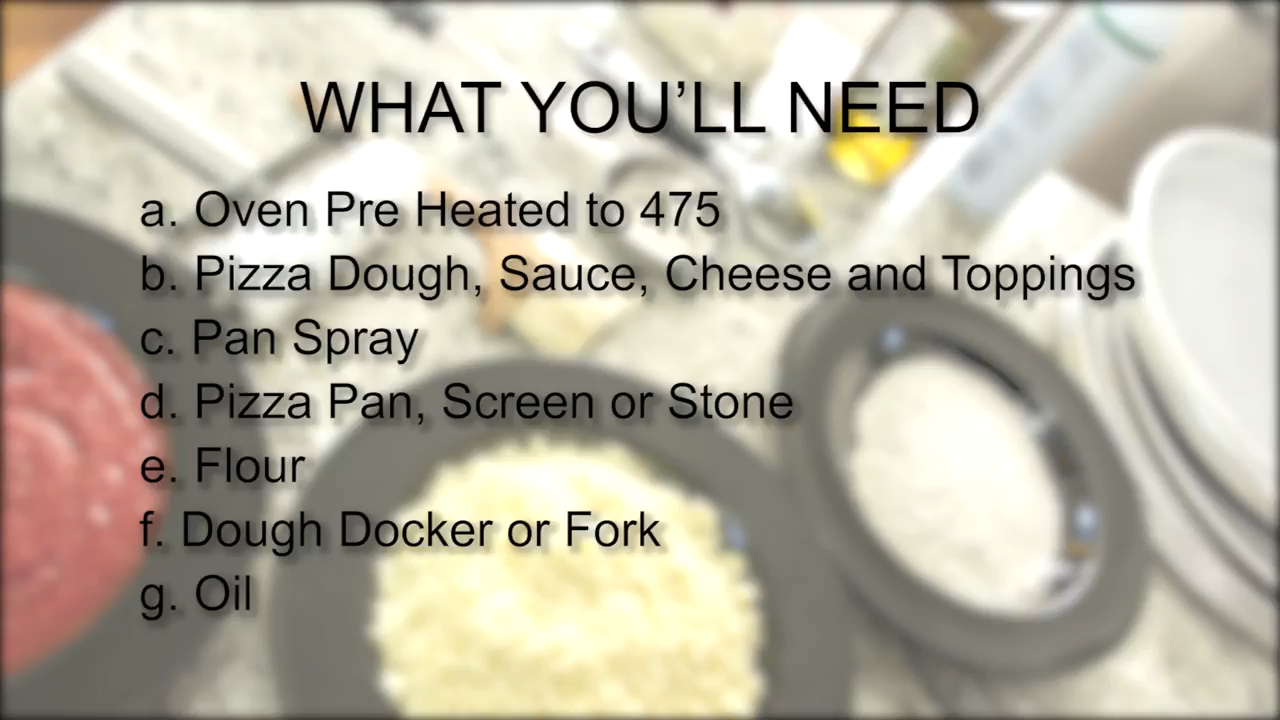 WHAT YOU’LL NEED
a. Oven Pre Heated to 475
b. Pizza Dough, Sauce, Cheese and Toppings
c. Pan Spray
d. Pizza Pan, Screen or Stone
e. Flour
f. Dough Docker or Fork
g. Oil